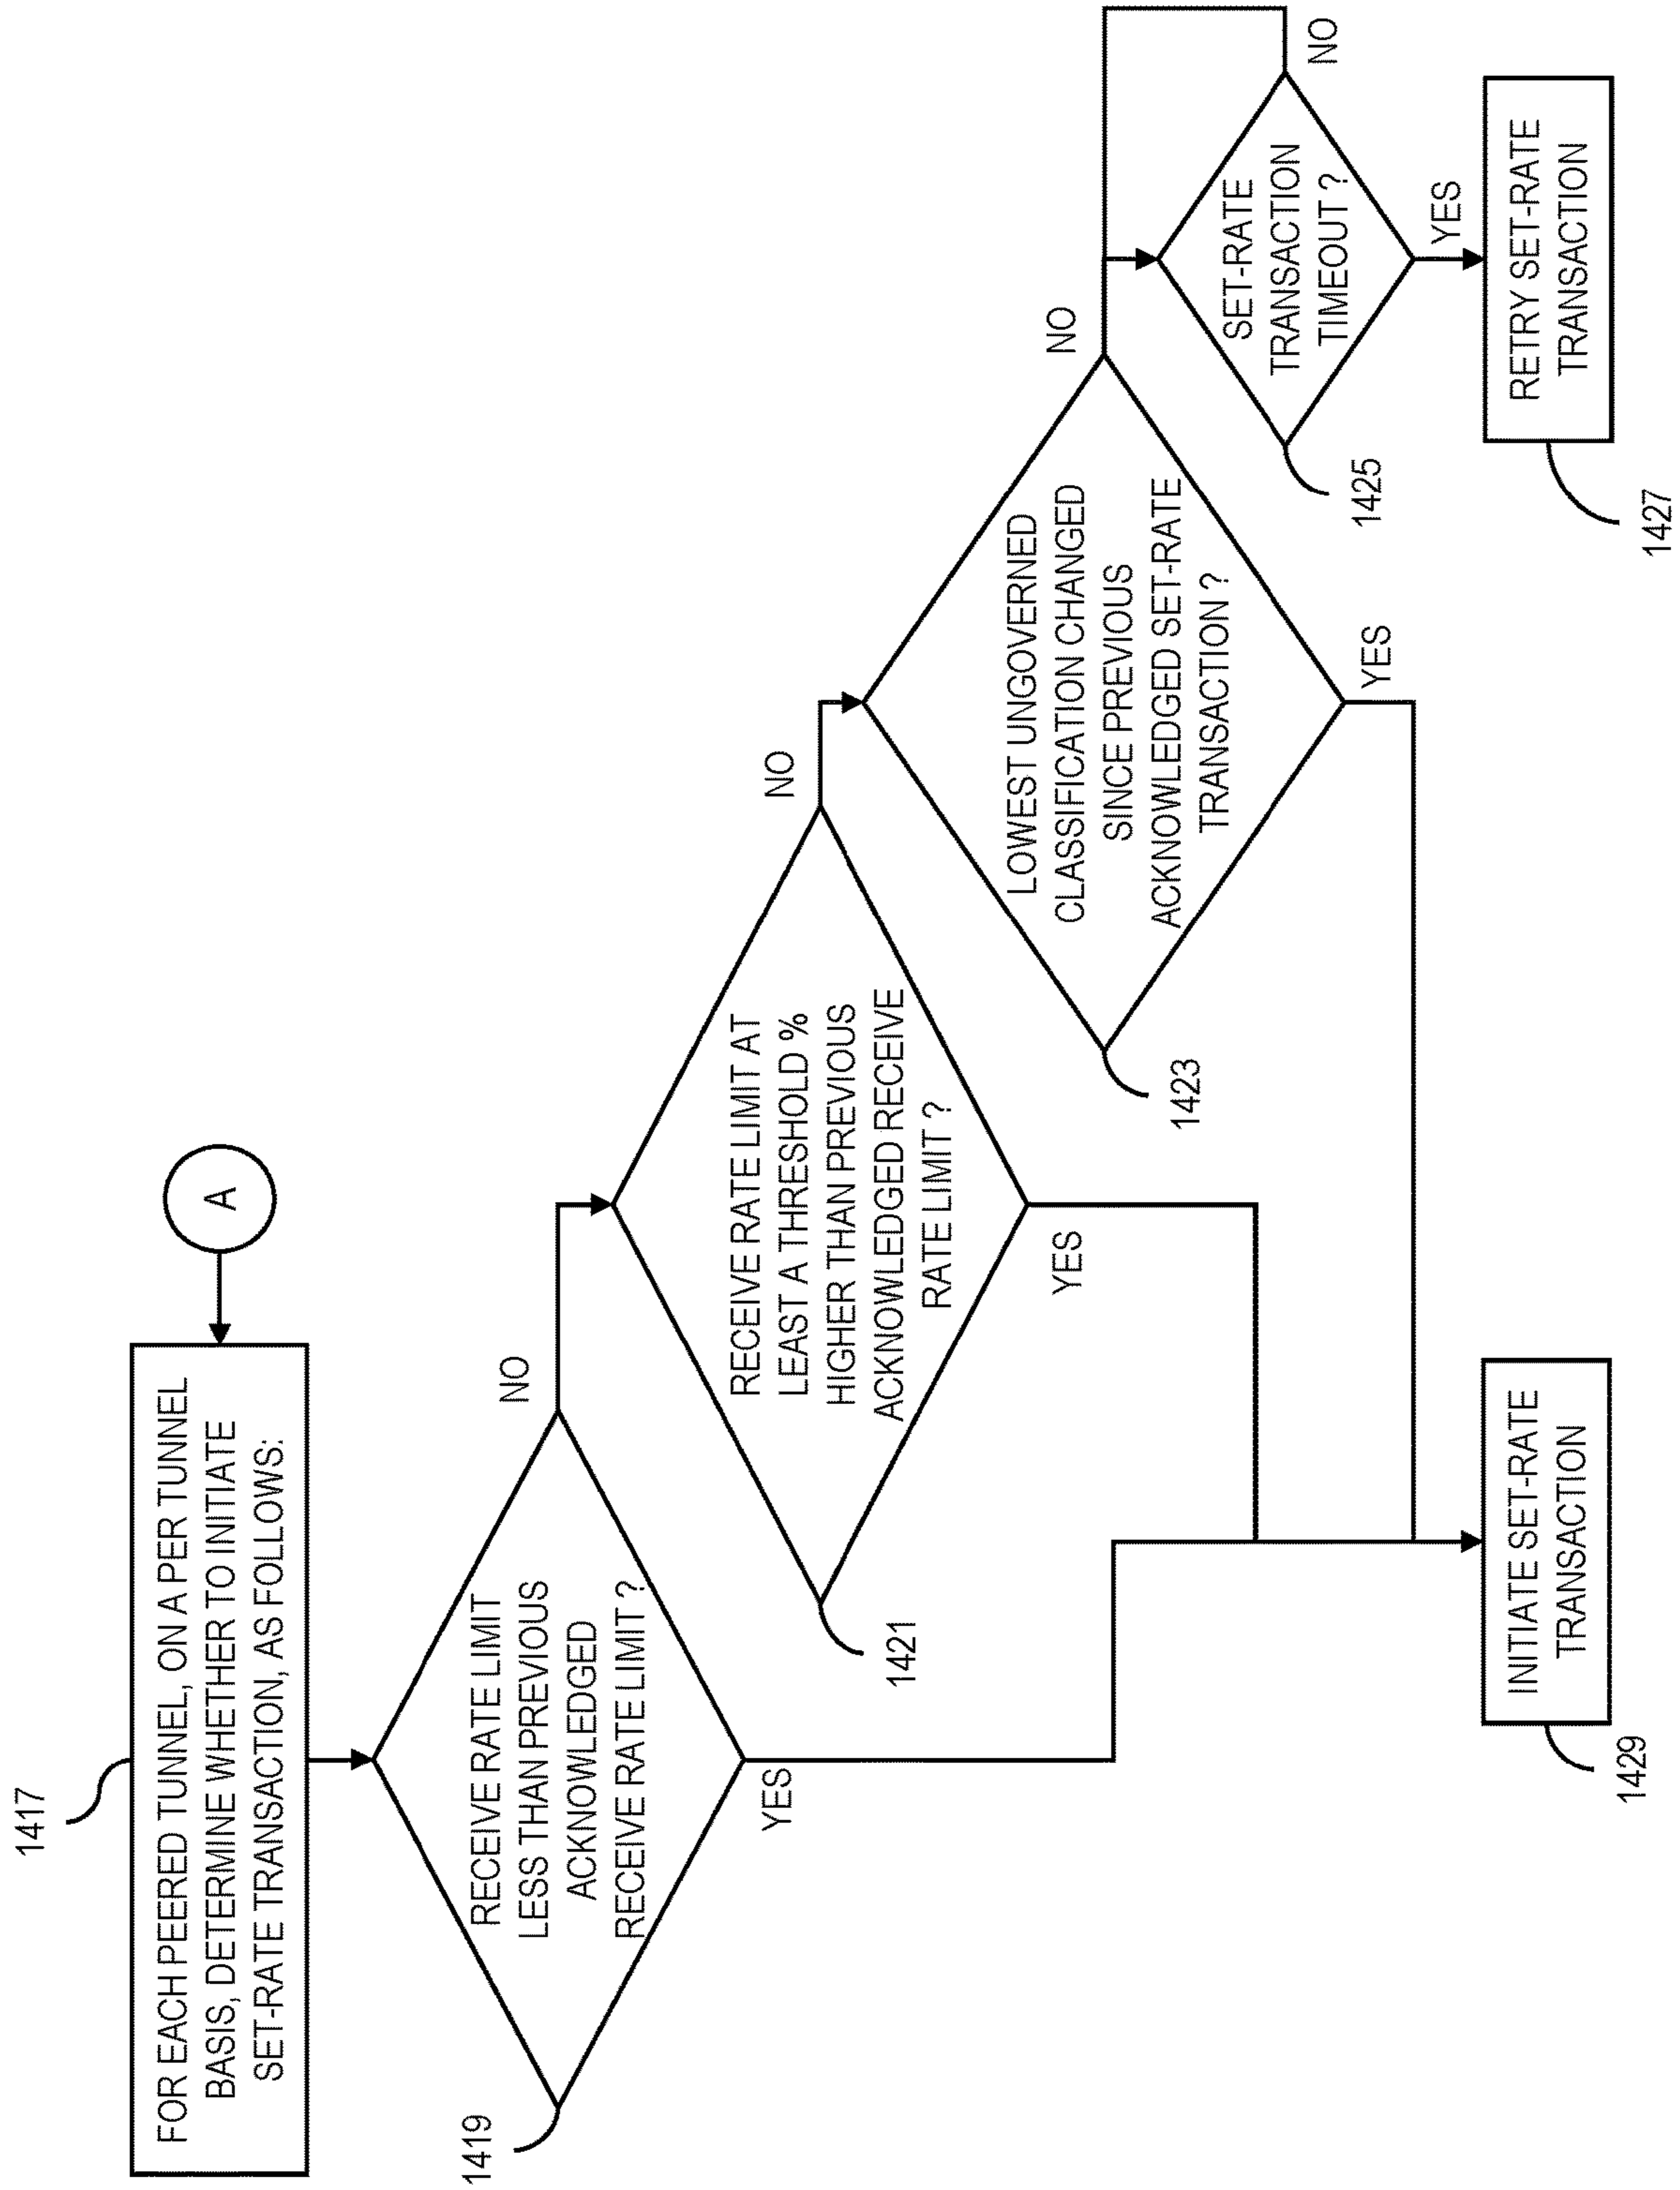 A
1417
FOR EACH PEERED TUNNEL, ON A PER TUNNEL
BASIS, DETERMINE WHETHER TO INITIATE
SET-RATE TRANSACTION, AS FOLLOWS:
1419
RECEIVE RATE LIMIT
LESS THAN PREVIOUS
ACKNOWLEDGED
RECEIVE RATE LIMIT ?
NO
YES
1421
RECEIVE RATE LIMIT AT
LEAST A THRESHOLD %
HIGHER THAN PREVIOUS
ACKNOWLEDGED RECEIVE
RATE LIMIT ?
NO
YES
1423
LOWEST UNGOVERNED
CLASSIFICATION CHANGED
SINCE PREVIOUS
ACKNOWLEDGED SET-RATE
TRANSACTION ?
NO
YES
1425
SET-RATE
TRANSACTION
TIMEOUT ?
NO
YES
1429
INITIATE SET-RATE
TRANSACTION
1427
RETRY SET-RATE
TRANSACTION